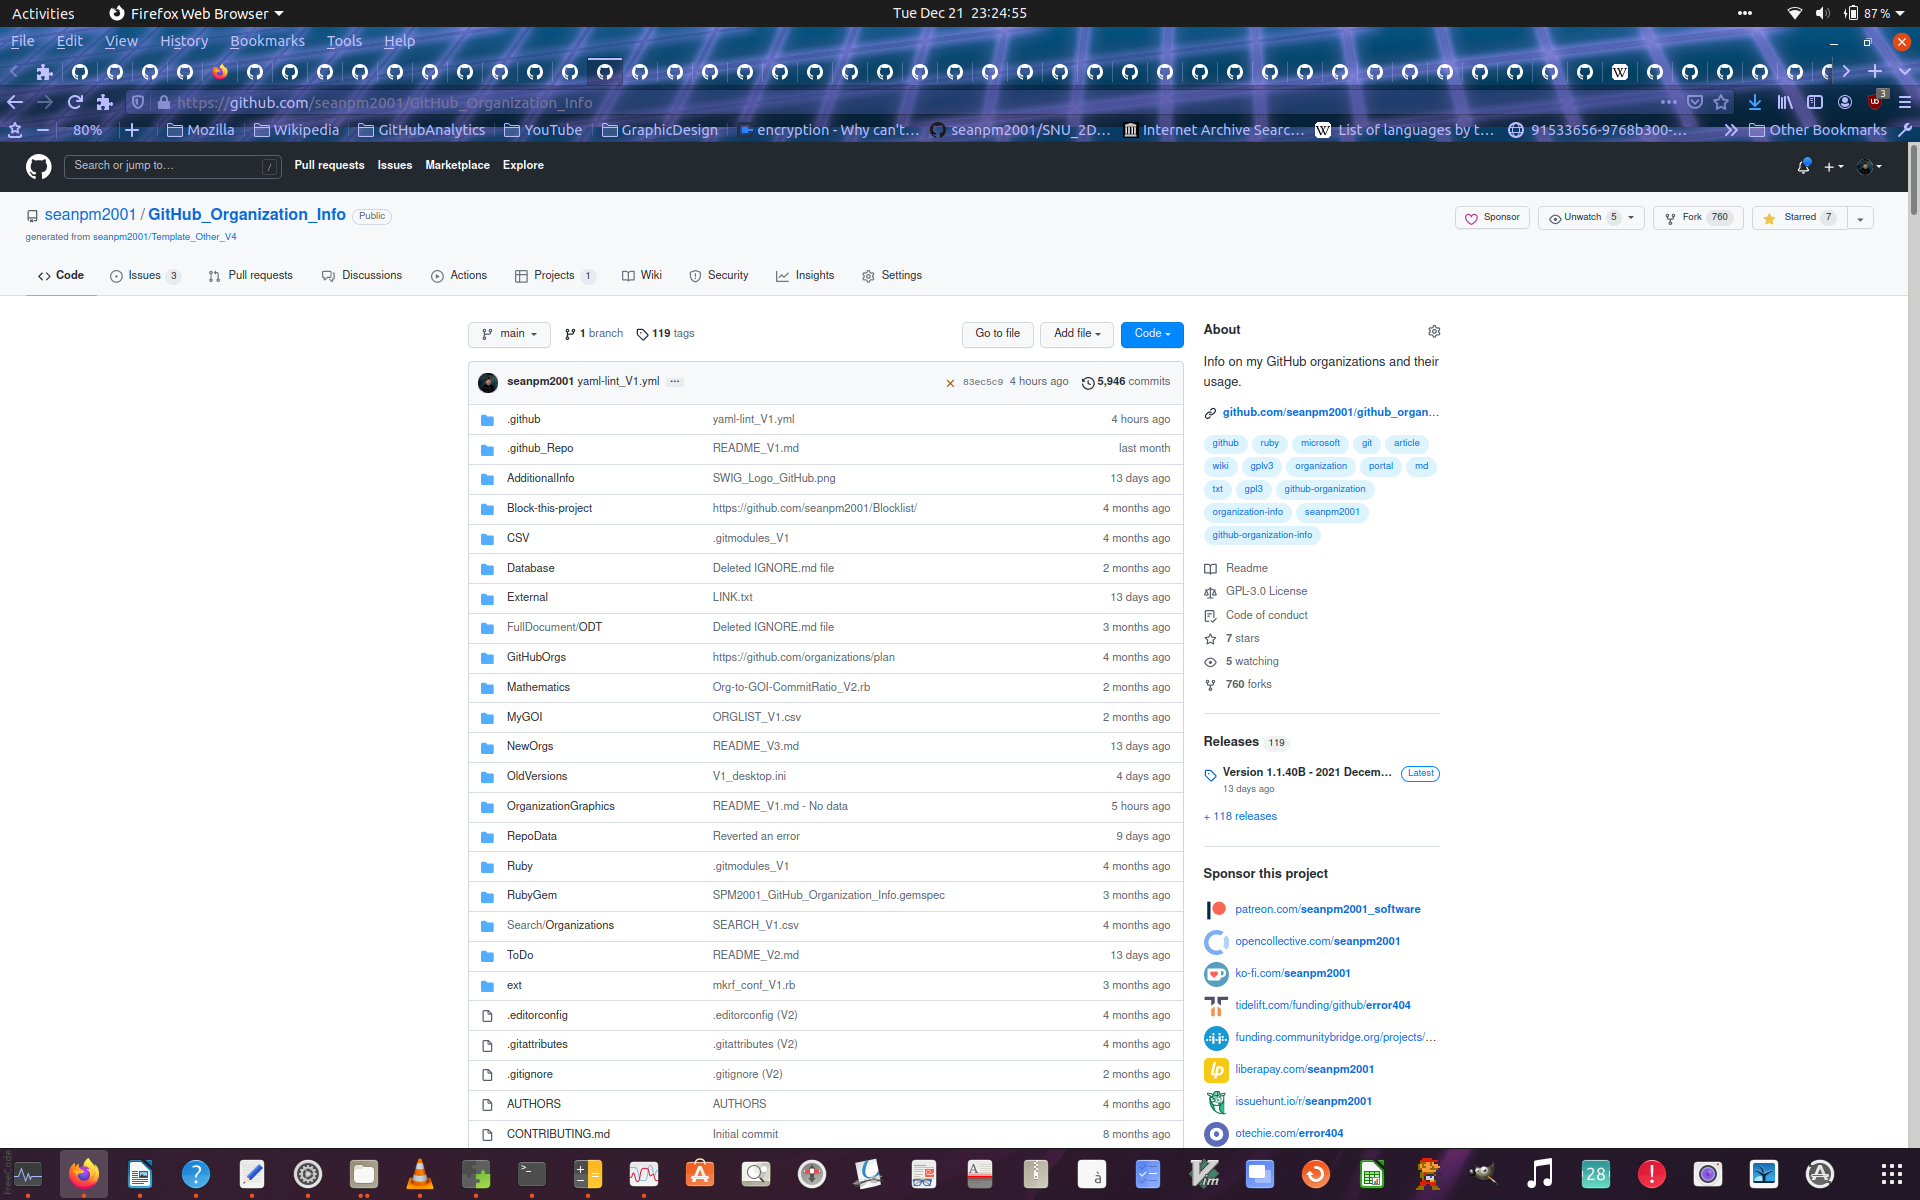 Activities Firefox Web Browser Tue Dec 21 23:24:55 87 %
File Edit View History Bookmarks Tools Help
https://github.com/seanpm2001/GitHub_Organization_Info 3
80% Mozilla Wikipedia GitHubAnalytics YouTube GraphicDesign encryption - Why can't… seanpm2001/SNU_2D… Internet Archive Searc… List of languages by t… 91533656-9768b300-… Other Bookmarks
Search or jump to… / Pull requests Issues Marketplace Explore
seanpm2001 / GitHub_Organization_Info Public Sponsor Unwatch 5 Fork 760 Starred 7
generated from seanpm2001/Template_Other_V4
Code Issues 3 Pull requests Discussions Actions Projects 1 Wiki Security Insights Settings
main 1 branch 119 tags Go to file Add file Code
seanpm2001 yaml-lint_V1.yml ... 83ec5c9 4 hours ago 5,946 commits
.github yaml-lint_V1.yml 4 hours ago
.github_Repo README_V1.md last month
AdditionalInfo SWIG_Logo_GitHub.png 13 days ago
Block-this-project https://github.com/seanpm2001/Blocklist/ 4 months ago
CSV .gitmodules_V1 4 months ago
Database Deleted IGNORE.md file 2 months ago
External LINK.txt 13 days ago
FullDocument/ODT Deleted IGNORE.md file 3 months ago
GitHubOrgs https://github.com/organizations/plan 4 months ago
Mathematics Org-to-GOI-CommitRatio_V2.rb 2 months ago
MyGOI ORGLIST_V1.csv 2 months ago
NewOrgs README_V3.md 13 days ago
OldVersions V1_desktop.ini 4 days ago
OrganizationGraphics README_V1.md - No data 5 hours ago
RepoData Reverted an error 9 days ago
Ruby .gitmodules_V1 4 months ago
RubyGem SPM2001_GitHub_Organization_Info.gemspec 3 months ago
Search/Organizations SEARCH_V1.csv 4 months ago
ToDo README_V2.md 13 days ago
ext mkrf_conf_V1.rb 3 months ago
.editorconfig .editorconfig (V2) 4 months ago
.gitattributes .gitattributes (V2) 4 months ago
.gitignore .gitignore (V2) 2 months ago
AUTHORS AUTHORS 4 months ago
CONTRIBUTING.md Initial commit 8 months ago
About
Info on my GitHub organizations and their
usage.
github.com/seanpm2001/github_organ…
github ruby microsoft git article
wiki gplv3 organization portal md
txt gpl3 github-organization
organization-info seanpm2001
github-organization-info
Readme
GPL-3.0 License
Code of conduct
7 stars
5 watching
760 forks
Releases 119
Version 1.1.40B - 2021 Decem… Latest
13 days ago
+ 118 releases
Sponsor this project
patreon.com/seanpm2001_software
opencollective.com/seanpm2001
ko-fi.com/seanpm2001
tidelift.com/funding/github/error404
funding.communitybridge.org/projects/…
liberapay.com/seanpm2001
issuehunt.io/r/seanpm2001
otechie.com/error404
28